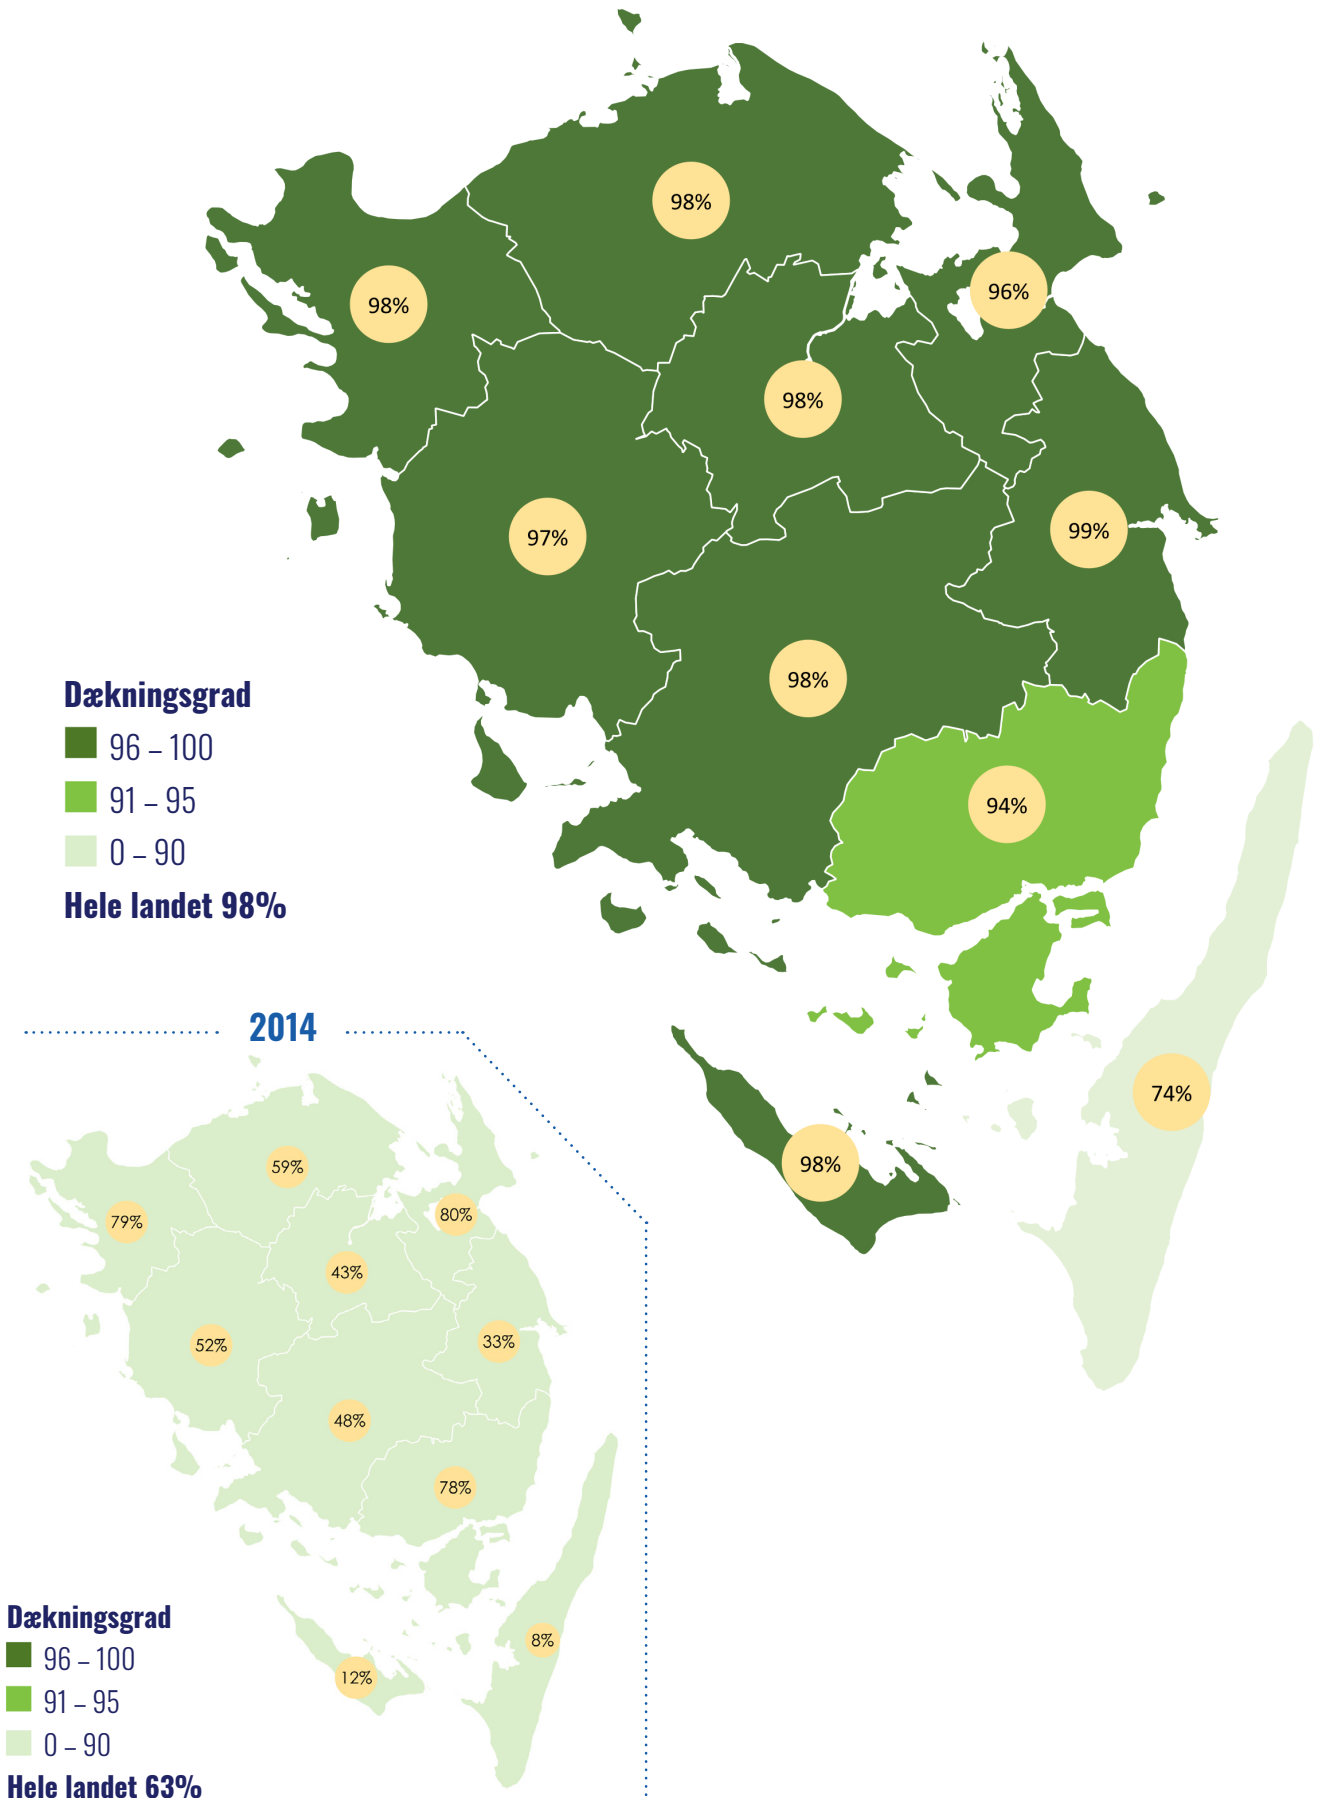 98%
96%
98%
98%
97%
99%
98%
94%
74%
98%
Dækningsgrad
96 – 100
91 – 95
0 – 90
Hele landet 98%
2014
59%
80%
79%
43%
33%
52%
48%
78%
8%
12%
Dækningsgrad
96 – 100
91 – 95
0 – 90
Hele landet 63%